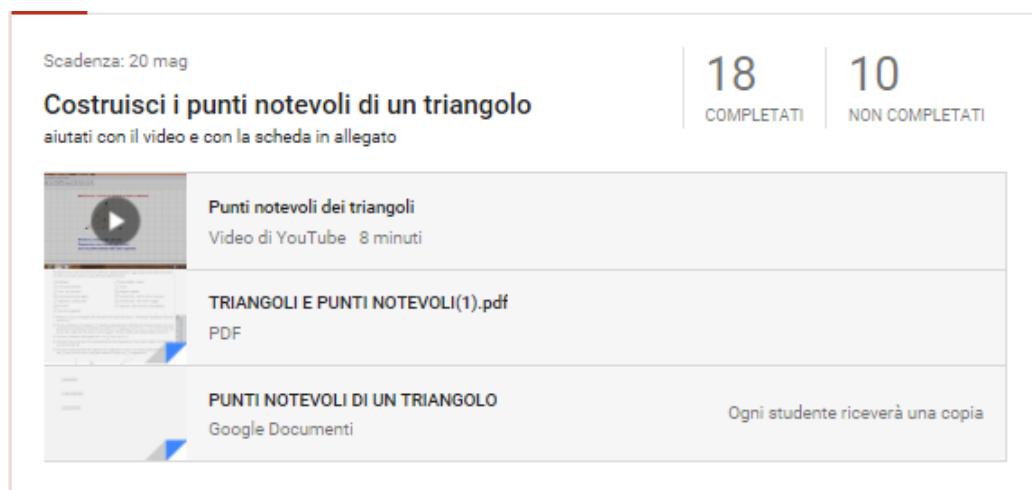 Scadenza: 20 mag
Costruisci i punti notevoli di un triangolo
aiutati con il video e con la scheda in allegato
18
COMPLETATI
10
NON COMPLETATI
Punti notevoli dei triangoli
Video di YouTube 8 minuti
TRIANGOLI E PUNTI NOTEVOLI(1).pdf
PDF
PUNTI NOTEVOLI DI UN TRIANGOLO
Google Documenti
Ogni studente riceverà una copia